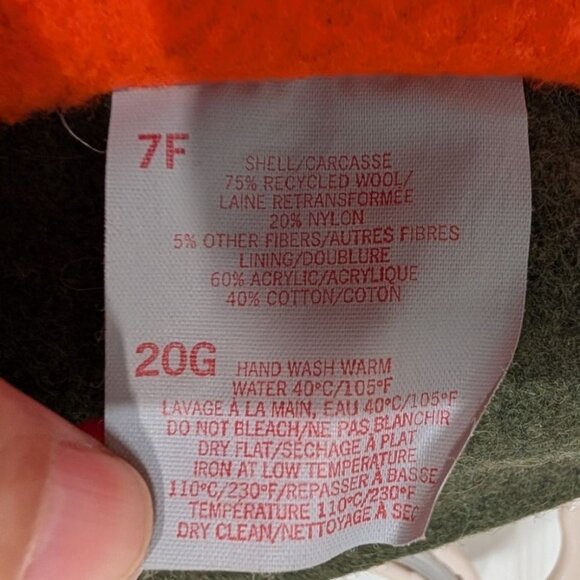 7F
SHELL/CARCASSE
75% RECYCLED WOOL/
LAINE RETRANSFORMÉE
20% NYLON
5% OTHER FIBERS/AUTRES FIBRES
LINING/DOUBLURE
60% ACRYLIC/ACRYLIQUE
40% COTTON/COTON
20G HAND WASH WARM
WATER 40°C/105°F
LAVAGE À LA MAIN, EAU 40°C/105°F
DO NOT BLEACH/NE PAS BLANCHIR
DRY FLAT/SÉCHAGE À PLAT
IRON AT LOW TEMPERATURE
110°C/230°F/REPASSER À BASSE
TEMPÉRATURE 110°C/230°F
DRY CLEAN/NETTOYAGE À SEC